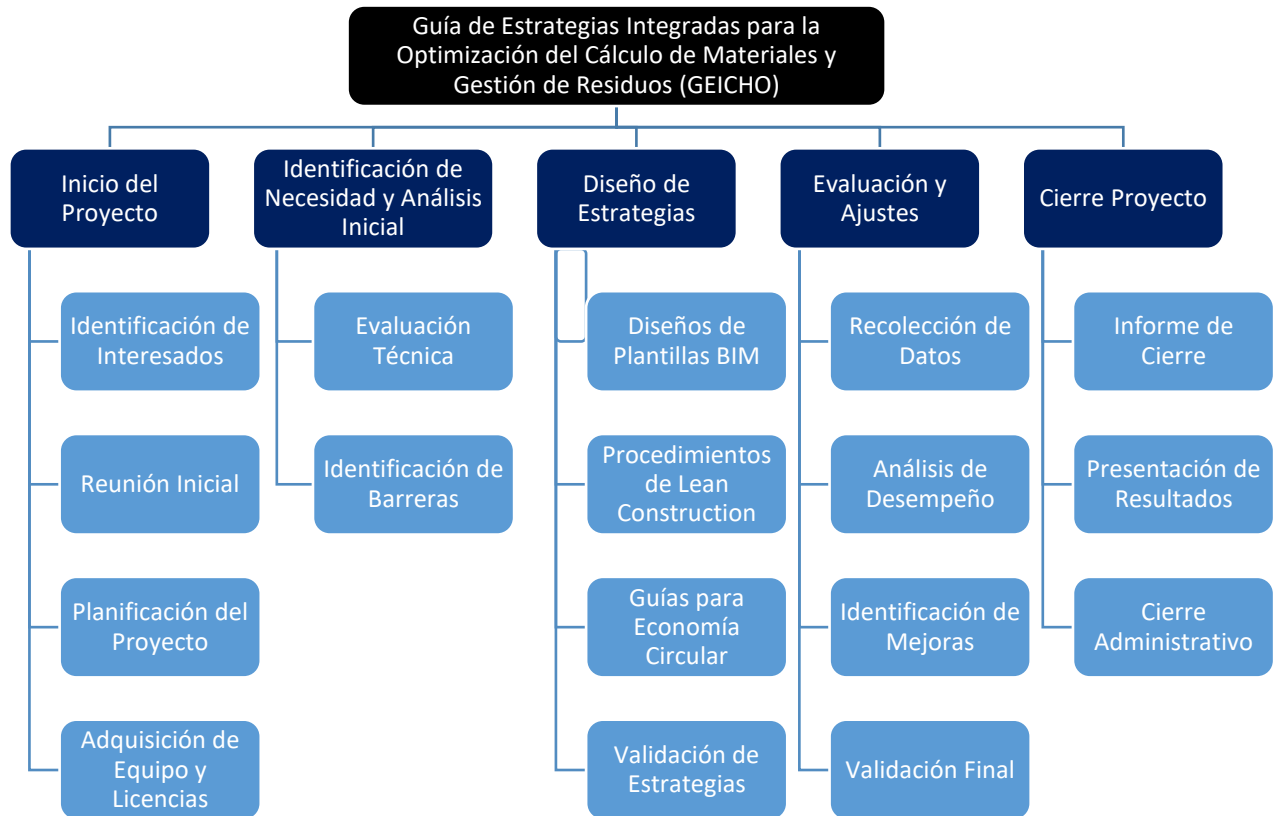 Guía de Estrategias Integradas para la
Optimización del Cálculo de Materiales y
Gestión de Residuos (GEICHO)
Inicio del
Proyecto
Identificación de
Interesados
Reunión Inicial
Planificación del
Proyecto
Adquisición de
Equipo y
Licencias
Identificación de
Necesidad y Análisis
Inicial
Evaluación
Técnica
Identificación de
Barreras
Diseño de
Estrategias
Diseños de
Plantillas BIM
Procedimientos
de Lean
Construction
Guías para
Economía
Circular
Validación de
Estrategias
Evaluación y
Ajustes
Recolección de
Datos
Análisis de
Desempeño
Identificación de
Mejoras
Validación Final
Cierre Proyecto
Informe de
Cierre
Presentación de
Resultados
Cierre
Administrativo